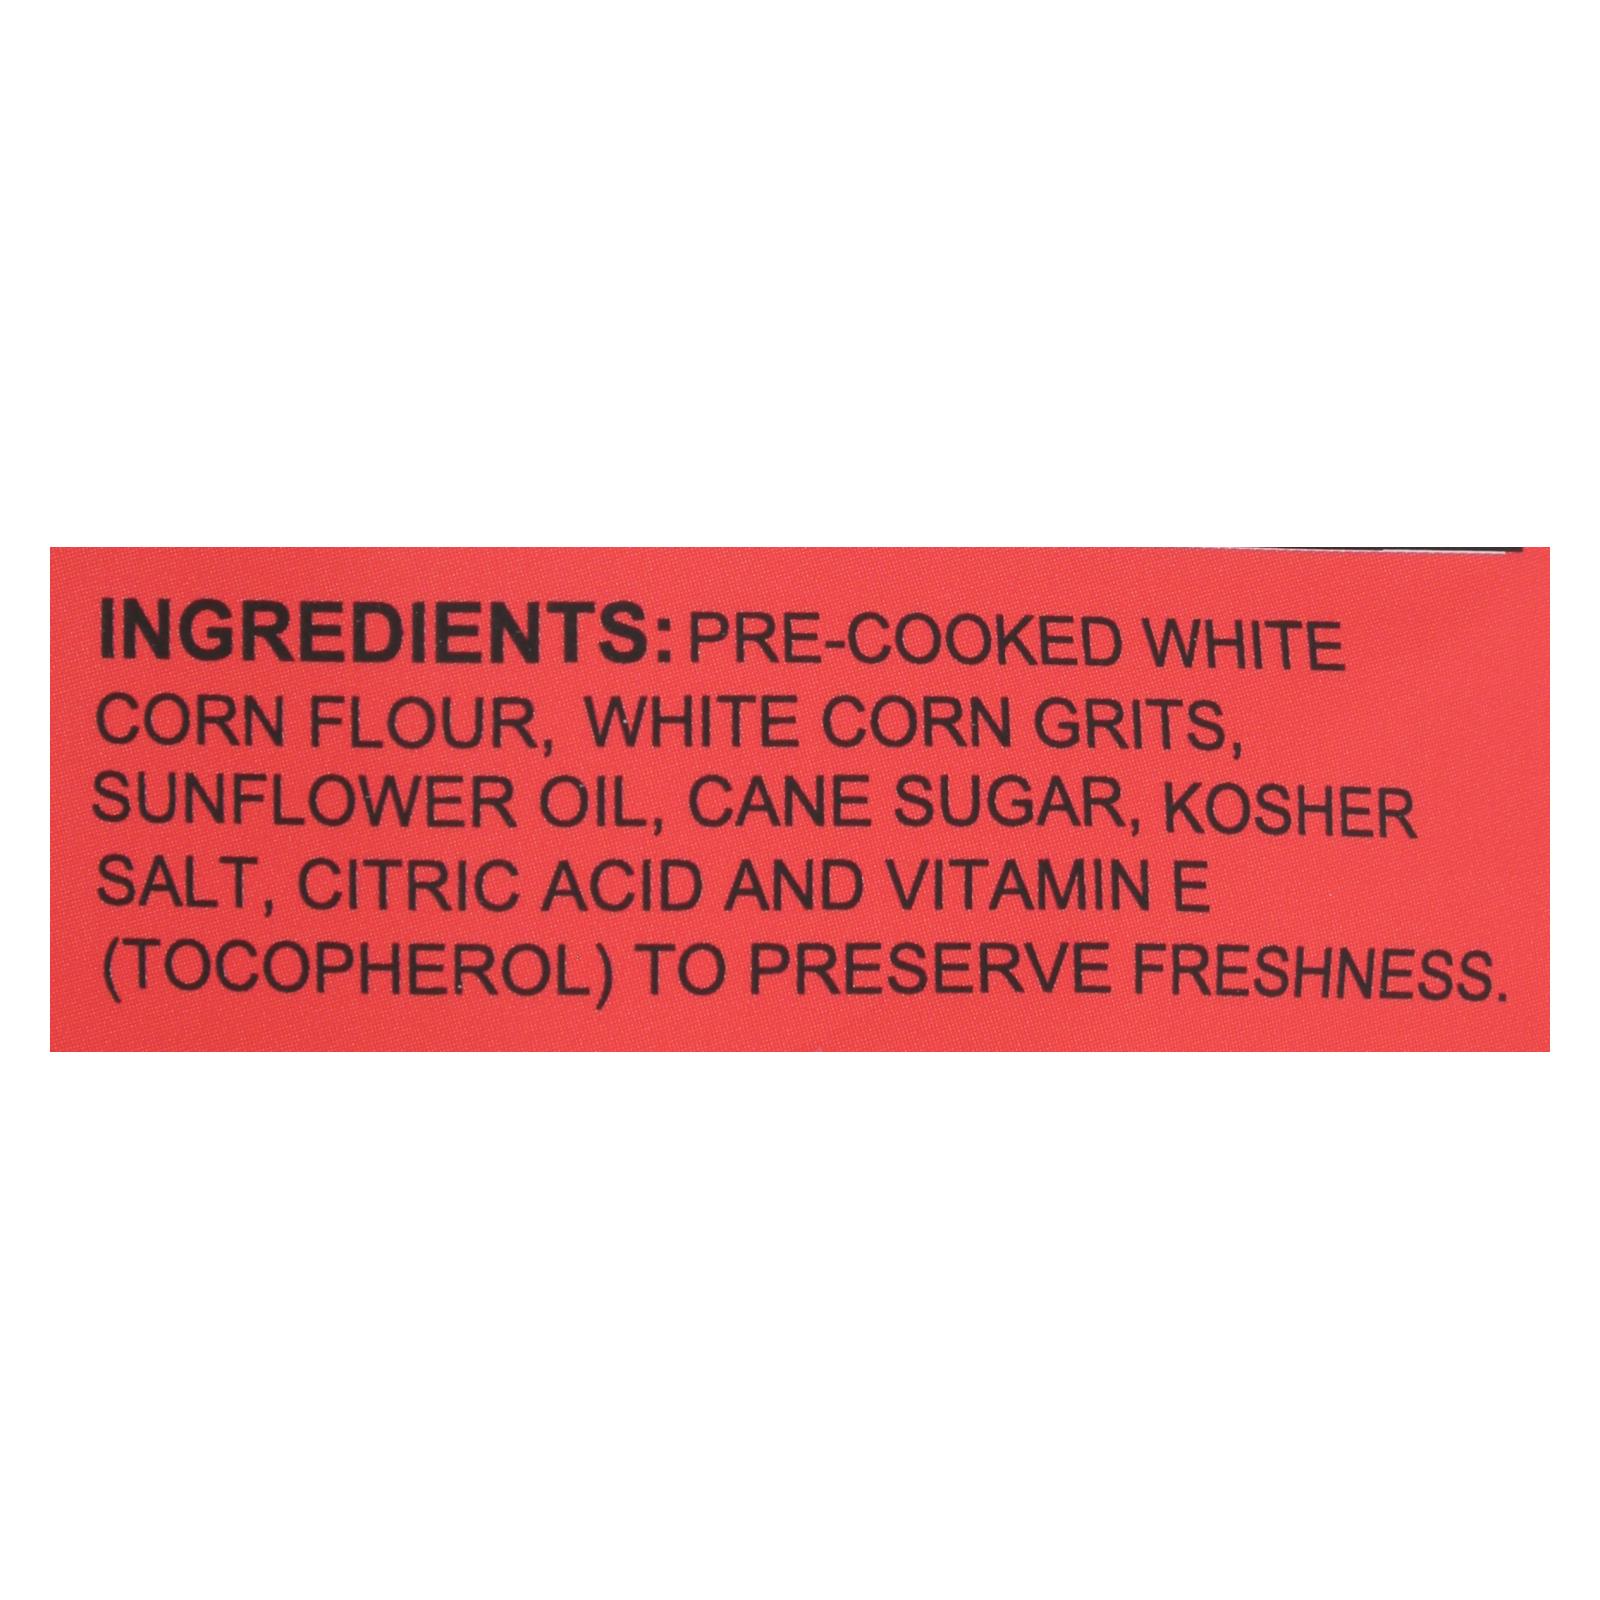 INGREDIENTS: PRE-COOKED WHITE
CORN FLOUR, WHITE CORN GRITS,
SUNFLOWER OIL, CANE SUGAR, KOSHER
SALT, CITRIC ACID AND VITAMIN E
(TOCOPHEROL) TO PRESERVE FRESHNESS.